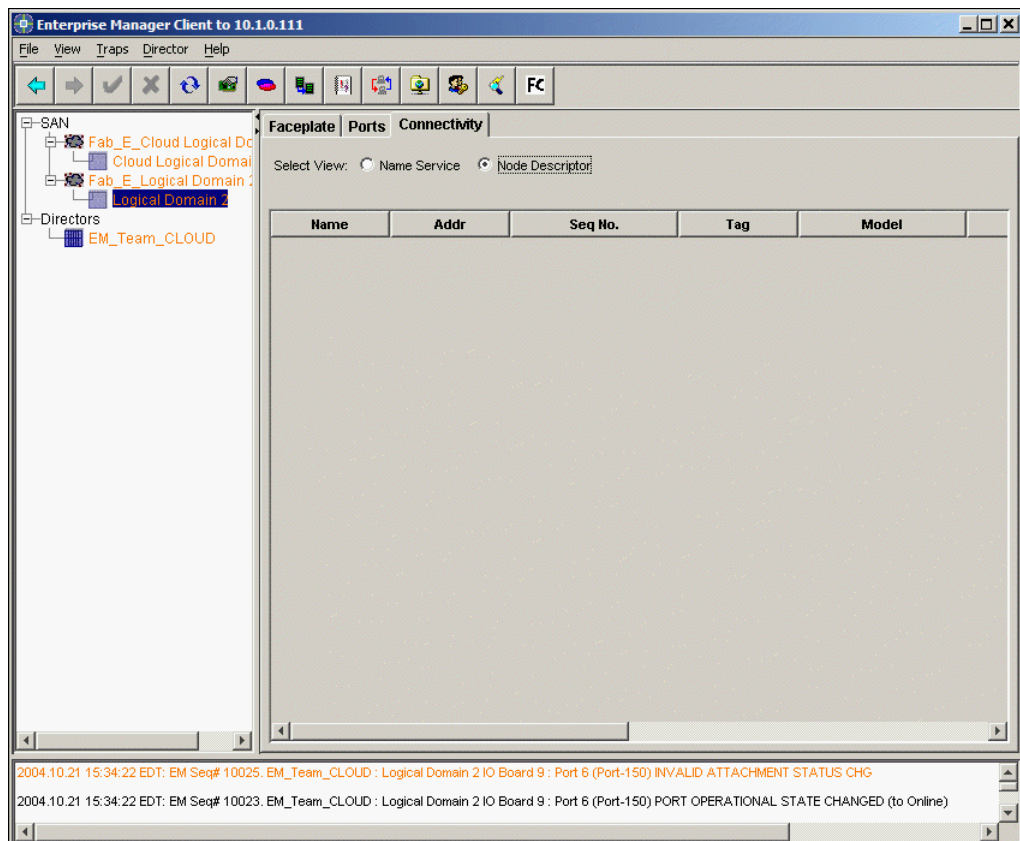 Enterprise Manager Client to 10.1.0.111
File View Traps Director Help
FC
SAN
Fab_E_Cloud Logical Do
Cloud Logical Domai
Fab_E_Logical Domain
Logical Domain 2
Directors
EM_Team_CLOUD
Faceplate Ports Connectivity
Select View: Name Service Node Descriptor
Name Addr Seq No. Tag Model
2004.10.21 15:34:22 EDT: EM Seq# 10025. EM_Team_CLOUD : Logical Domain 2 IO Board 9 : Port 6 (Port-150) INVALID ATTACHMENT STATUS CHG
2004.10.21 15:34:22 EDT: EM Seq# 10023. EM_Team_CLOUD : Logical Domain 2 IO Board 9 : Port 6 (Port-150) PORT OPERATIONAL STATE CHANGED (to Online)